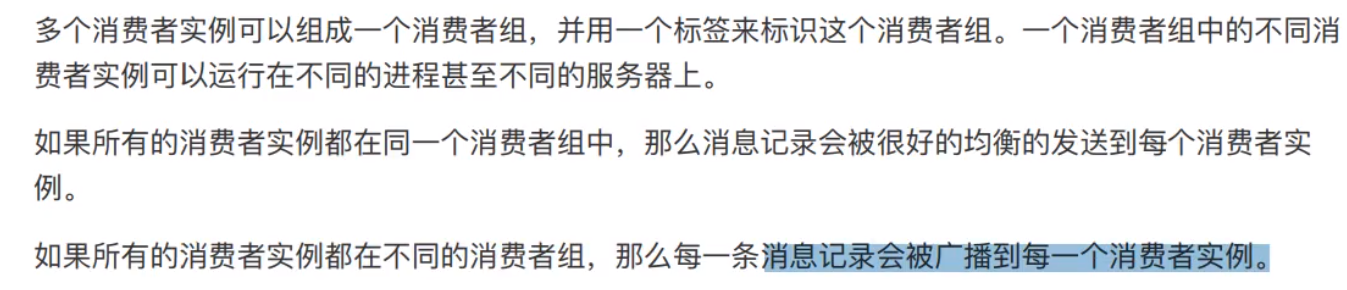 多个消费者实例可以组成一个消费者组，并用一个标签来标识这个消费者组。一个消费者组中的不同消
费者实例可以运行在不同的进程甚至不同的服务器上。
如果所有的消费者实例都在同一个消费者组中，那么消息记录会被很好的均衡的发送到每个消费者实
例。
如果所有的消费者实例都在不同的消费者组，那么每一条消息记录会被广播到每一个消费者实例。